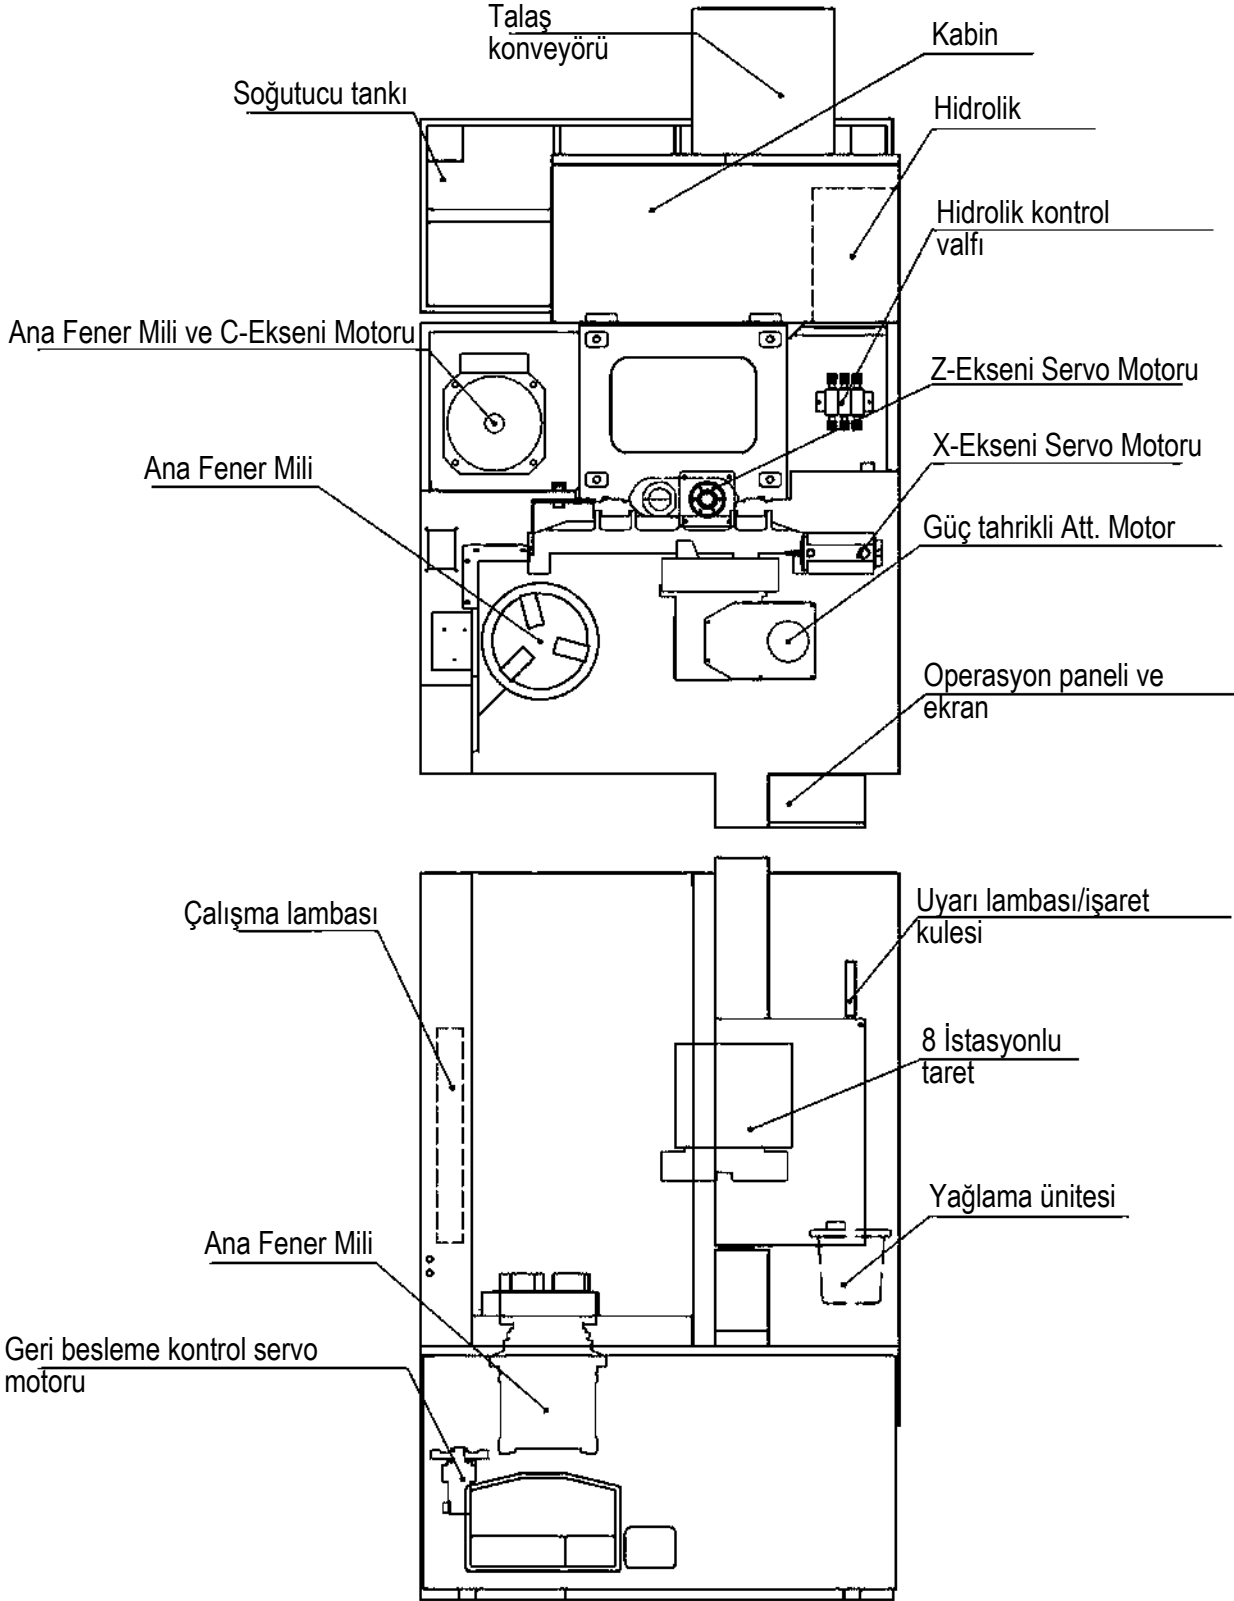 Talaş
konveyörü
Kabin
Soğutucu tankı
Hidrolik
Hidrolik kontrol
valfı
Ana Fener Mili ve C-Ekseni Motoru
Z-Ekseni Servo Motoru
X-Ekseni Servo Motoru
Ana Fener Mili
Güç tahrikli Att. Motor
Operasyon paneli ve
ekran
Çalışma lambası
Uyarı lambası/işaret
kulesi
8 İstasyonlu
taret
Yağlama ünitesi
Ana Fener Mili
Geri besleme kontrol servo
motoru